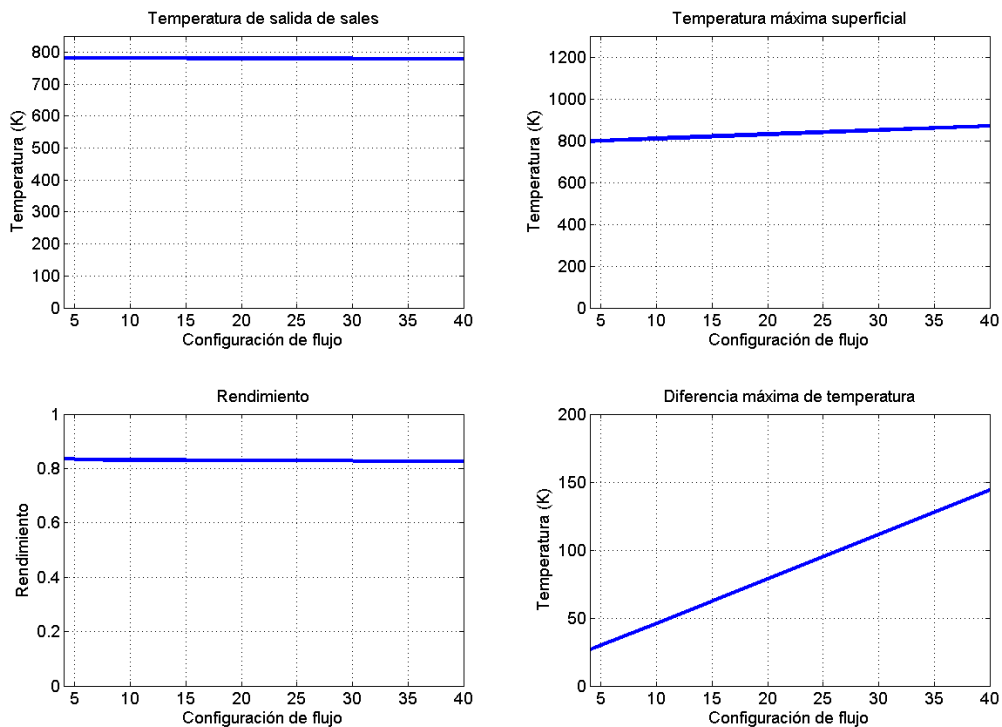 Temperatura de salida de sales
Temperatura (K)
800
700
600
500
400
300
200
100
0
5 10 15 20 25 30 35 40
Configuración de flujo
Temperatura máxima superficial
Temperatura (K)
1200
1000
800
600
400
200
0
5 10 15 20 25 30 35 40
Configuración de flujo
Rendimiento
Rendimiento
1
0.8
0.6
0.4
0.2
0
5 10 15 20 25 30 35 40
Configuración de flujo
Diferencia máxima de temperatura
Temperatura (K)
200
150
100
50
0
5 10 15 20 25 30 35 40
Configuración de flujo